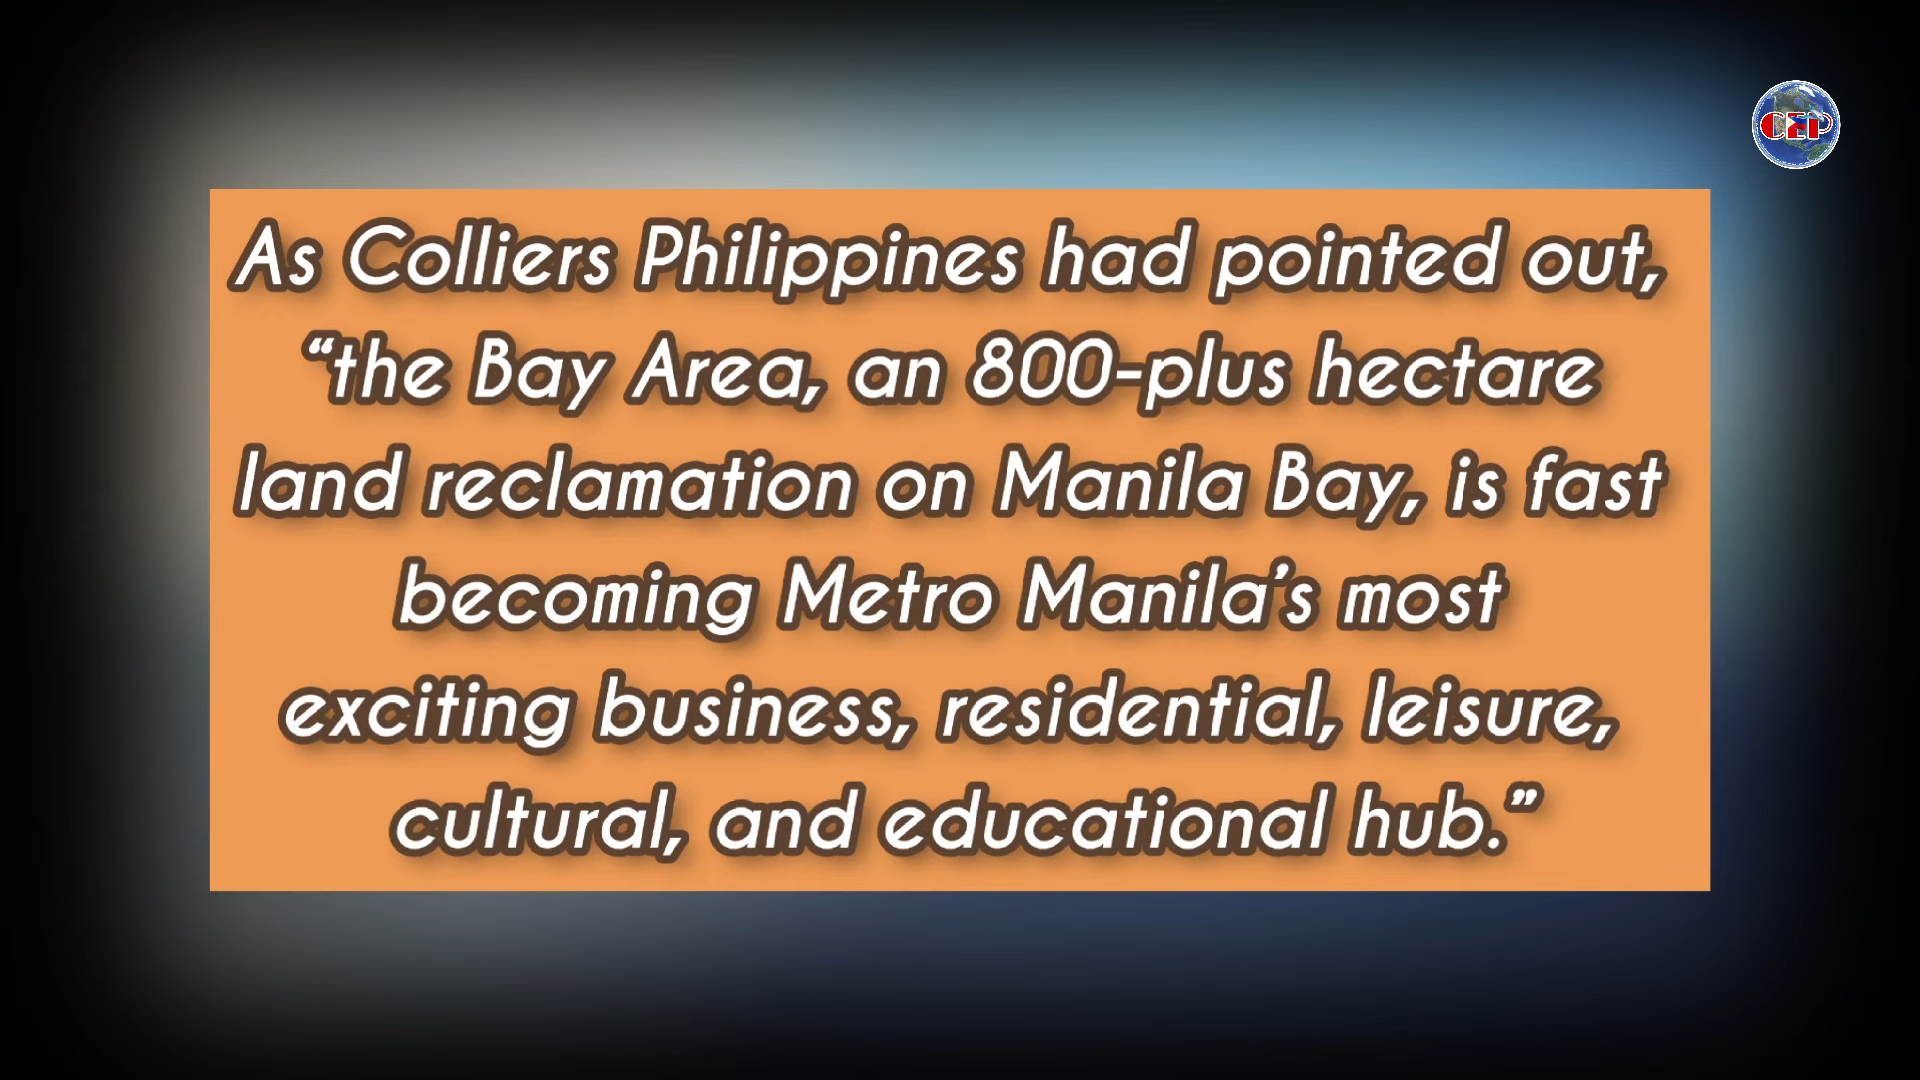 CEP
As Colliers Philippines had pointed out,
“the Bay Area, an 800-plus hectare
land reclamation on Manila Bay, is fast
becoming Metro Manila’s most
exciting business, residential, leisure,
cultural, and educational hub.”